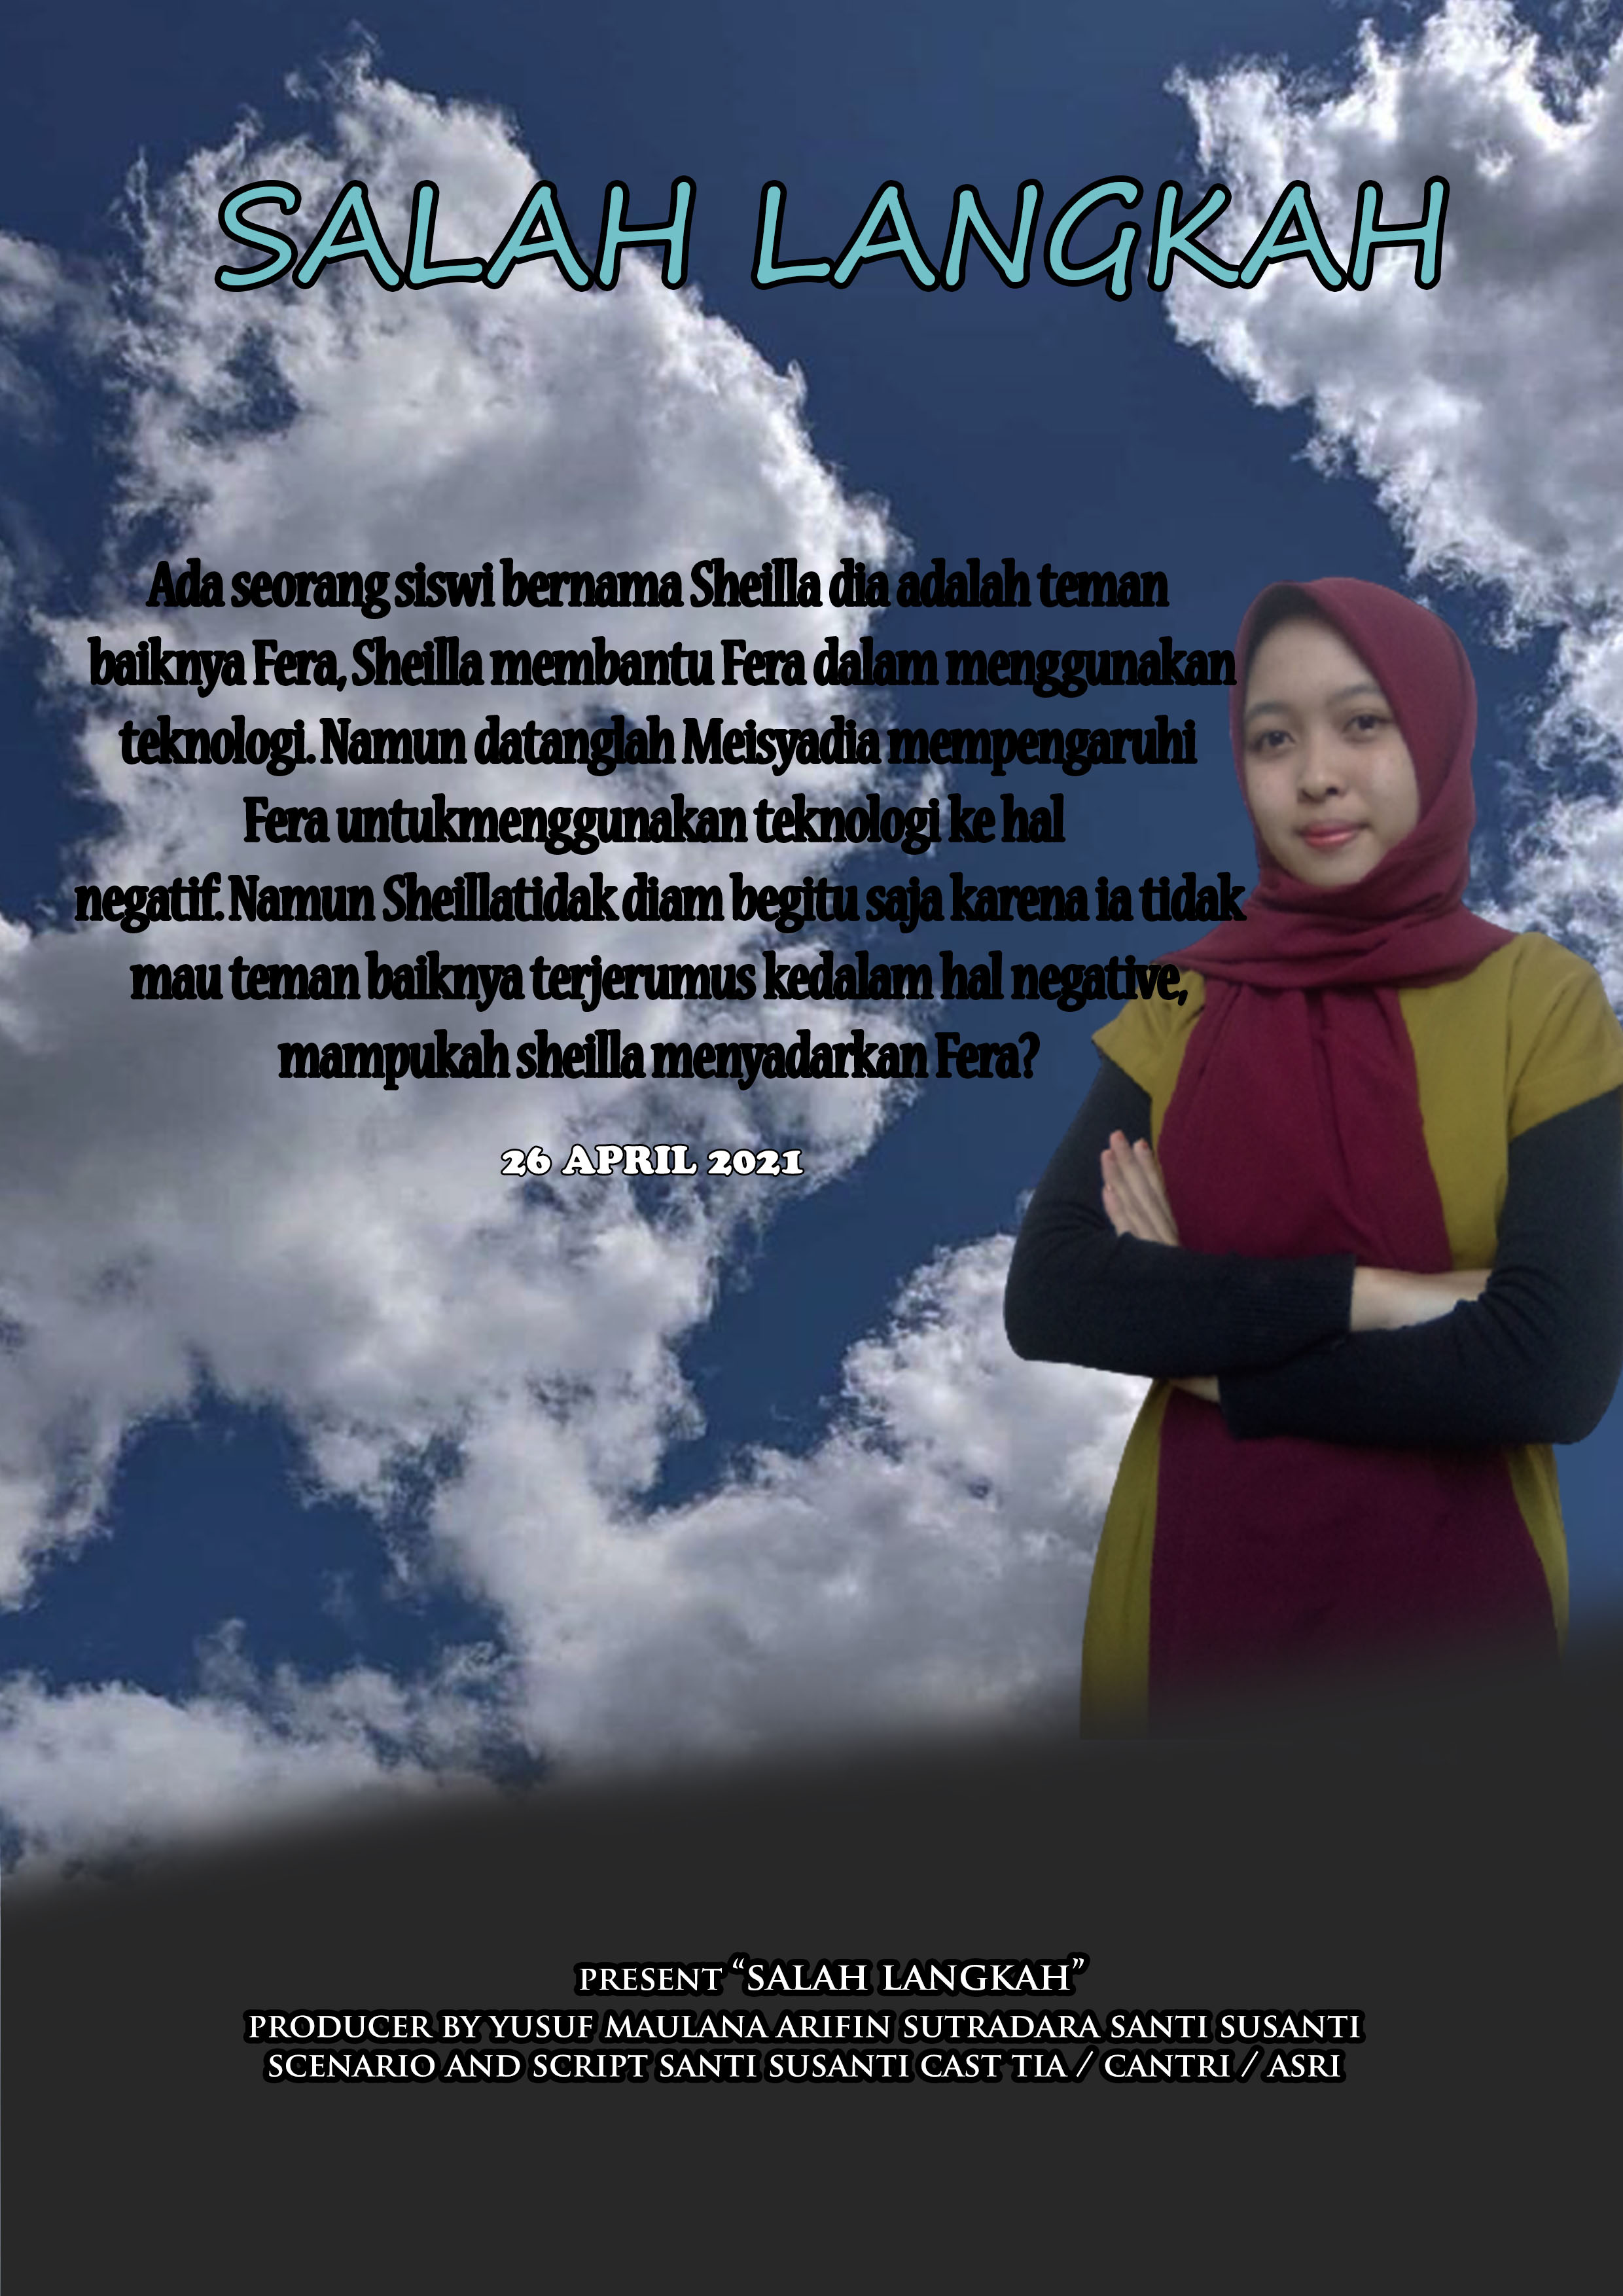 SALAH LANGKAH
Ada seorang siswi bernama Sheilla dia adalah teman
baiknya Fera, Sheilla membantu Fera dalam menggunakan
teknologi. Namun datanglah Meisyadia mempengaruhi
Fera untukmenggunakan teknologi ke hal
negatif. Namun Sheillatidak diam begitu saja karena ia tidak
mau teman baiknya terjerumus kedalam hal negative,
mampukah sheilla menyadarkan Fera?
26 APRIL 2021
PRESENT “SALAH LANGKAH”
PRODUCER BY YUSUF MAULANA ARIFIN SUTRADARA SANTI SUSANTI
SCENARIO AND SCRIPT SANTI SUSANTI CAST TIA / CANTRI / ASRI